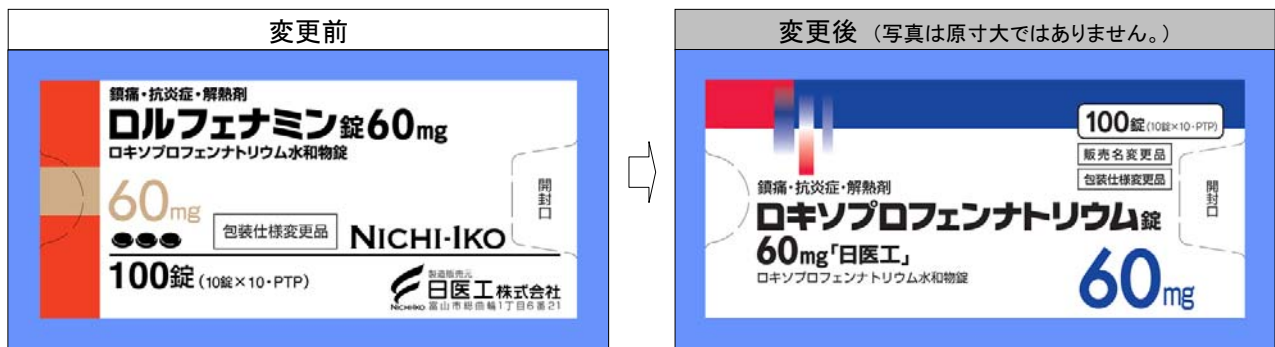 変更前
鎮痛・抗炎症・解熱剤
ロルフェナミン錠60mg
ロキソプロフェンナトリウム水和物錠
60mg
包装仕様変更品
NICHI-IKO
開封口
100錠(10錠×10・PTP)
製造販売元
日医工株式会社
NICHI-IKO 富山市総曲輪1丁目6番21
変更後 (写真は原寸大ではありません。)
100錠(10錠×10・PTP)
販売名変更品
包装仕様変更品
開封口
鎮痛・抗炎症・解熱剤
ロキソプロフェンナトリウム錠
60mg「日医工」
ロキソプロフェンナトリウム水和物錠
60mg